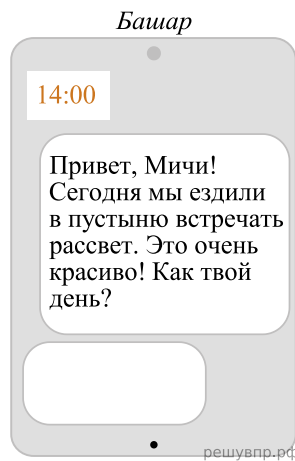 Башар
14:00
Привет, Мичи!
Сегодня мы ездили
в пустыню встречать
рассвет. Это очень
красиво! Как твой
день?
решувпр.рф